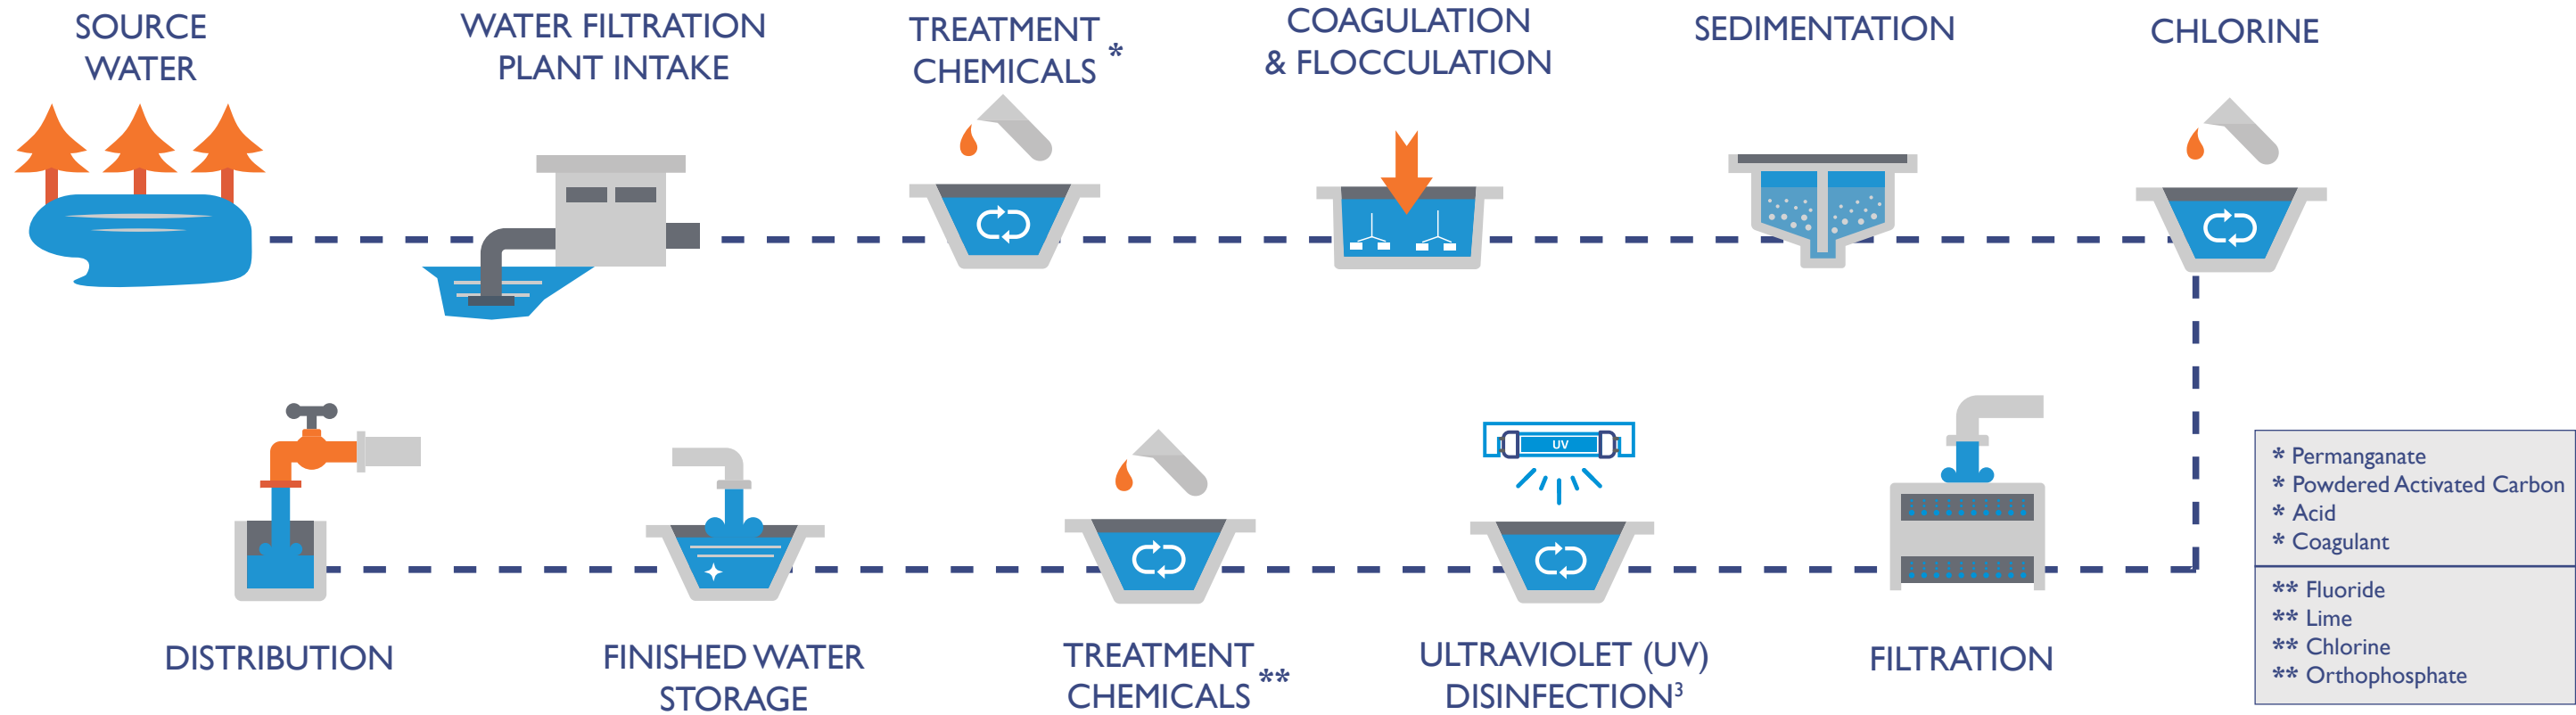 SOURCE
WATER
WATER FILTRATION
PLANT INTAKE
TREATMENT
CHEMICALS *
COAGULATION
& FLOCCULATION
SEDIMENTATION
CHLORINE
UV
DISTRIBUTION
FINISHED WATER
STORAGE
TREATMENT
CHEMICALS **
ULTRAVIOLET (UV)
DISINFECTION³
FILTRATION
* Permanganate
* Powdered Activated Carbon
* Acid
* Coagulant
** Fluoride
** Lime
** Chlorine
** Orthophosphate